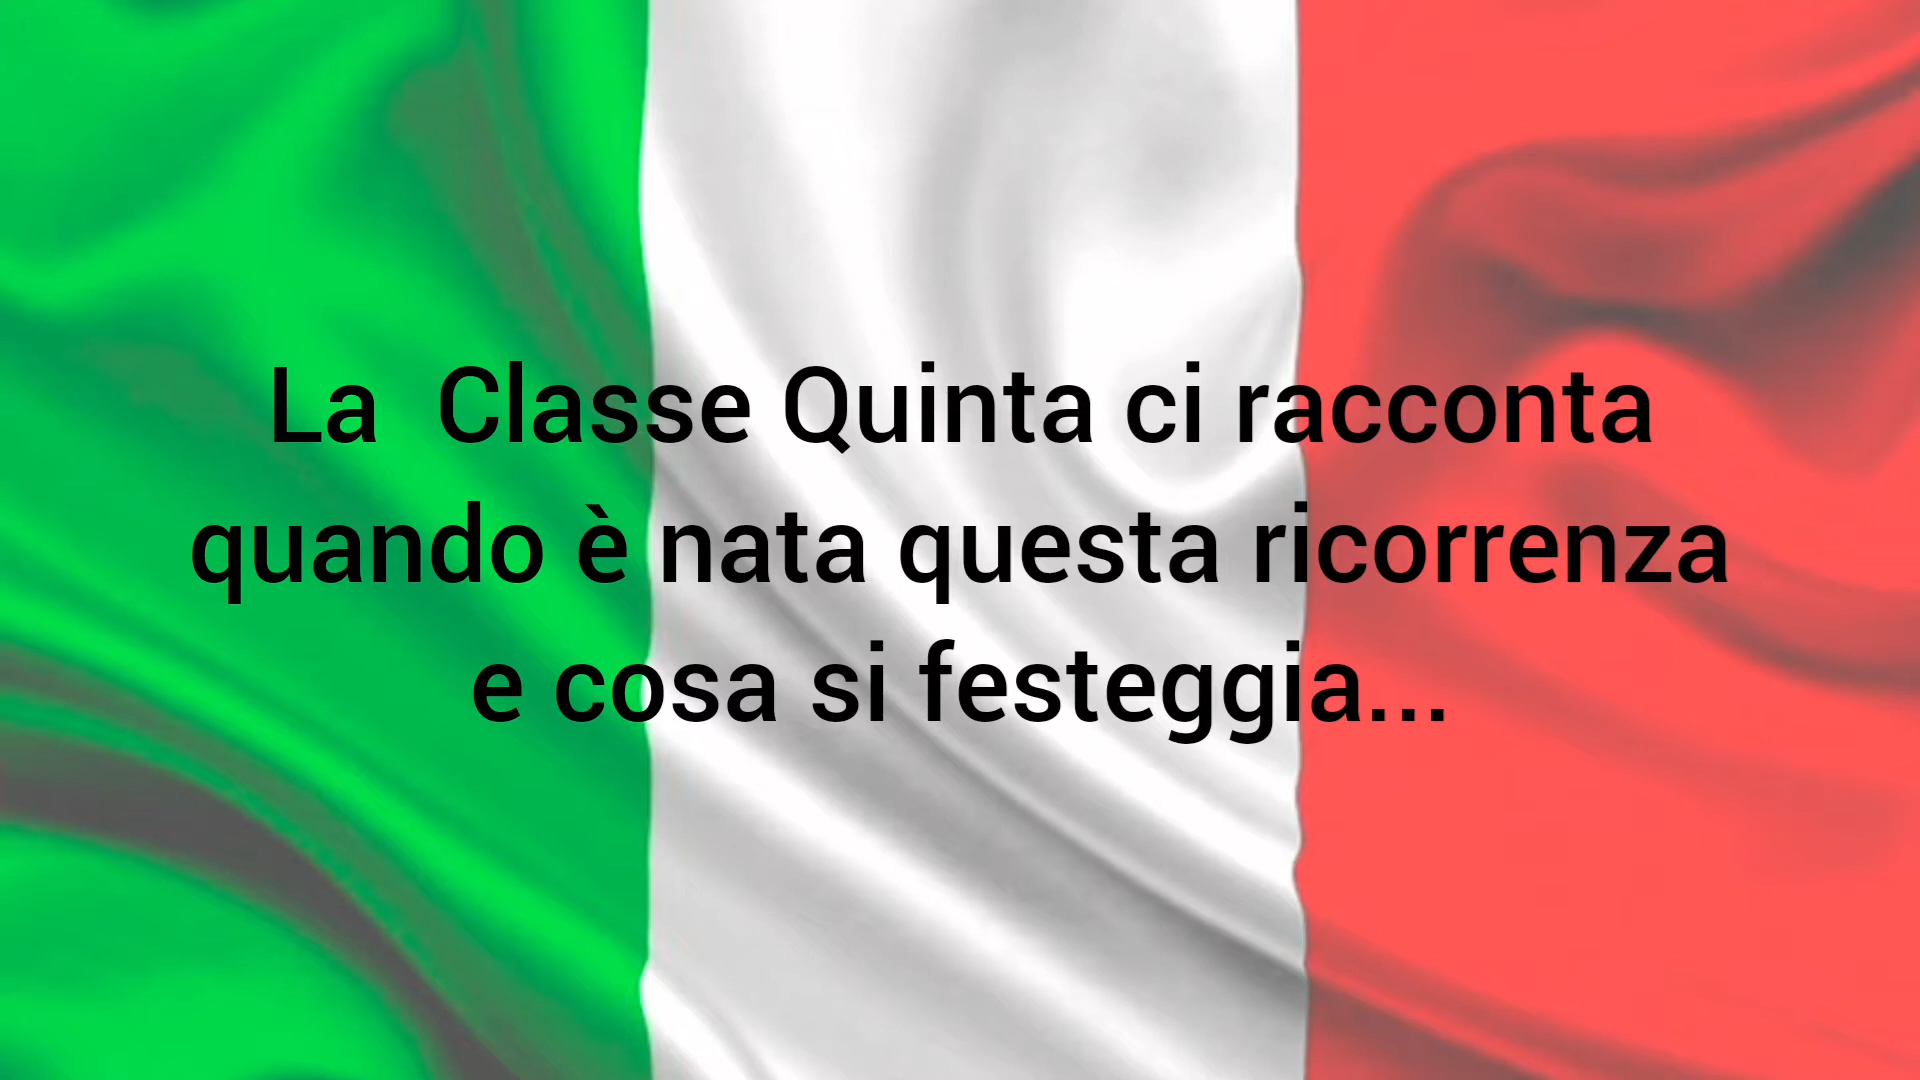 La  Classe Quinta ci racconta
quando è nata questa ricorrenza
e cosa si festeggia...